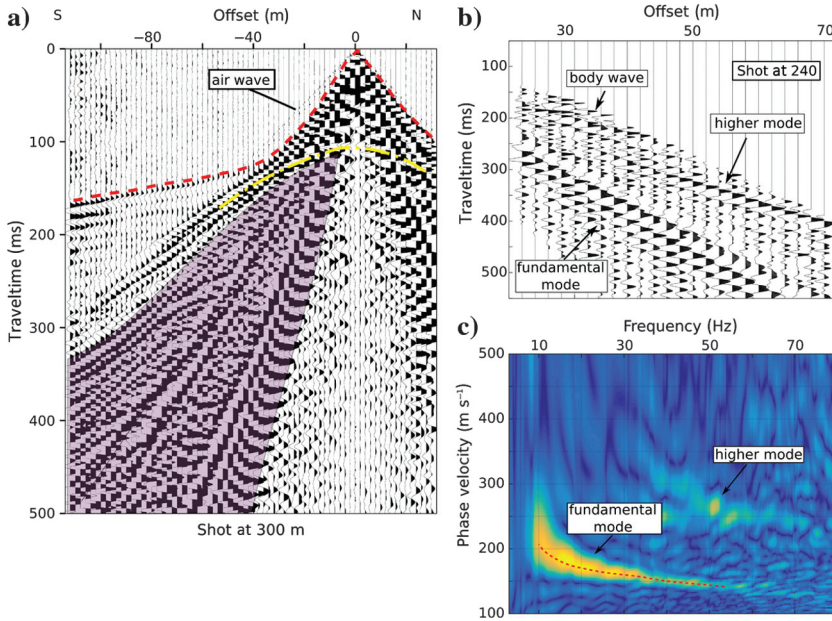 a)
S
Offset (m)
N
−80
−40
0
0
100
200
300
400
500
Traveltime (ms)
air wave
Shot at 300 m
b)
Offset (m)
30
50
70
100
200
300
400
500
Traveltime (ms)
body wave
Shot at 240
higher mode
fundamental
mode
c)
Frequency (Hz)
10
30
50
70
500
400
300
200
100
Phase velocity (m s⁻¹)
higher mode
fundamental
mode